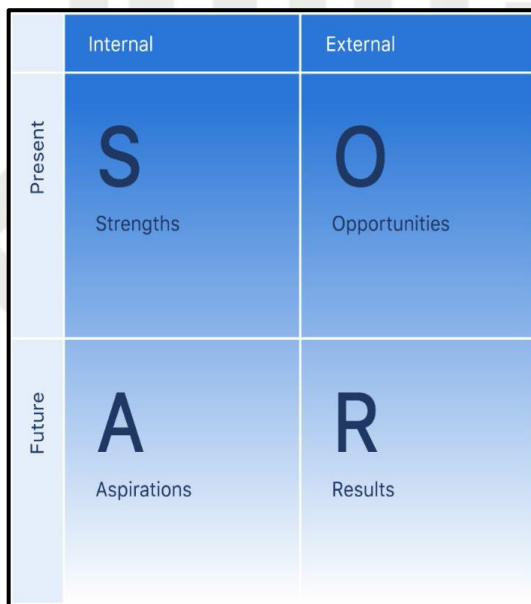 Internal External
Present
S O
Strengths Opportunities
Future
A R
Aspirations Results